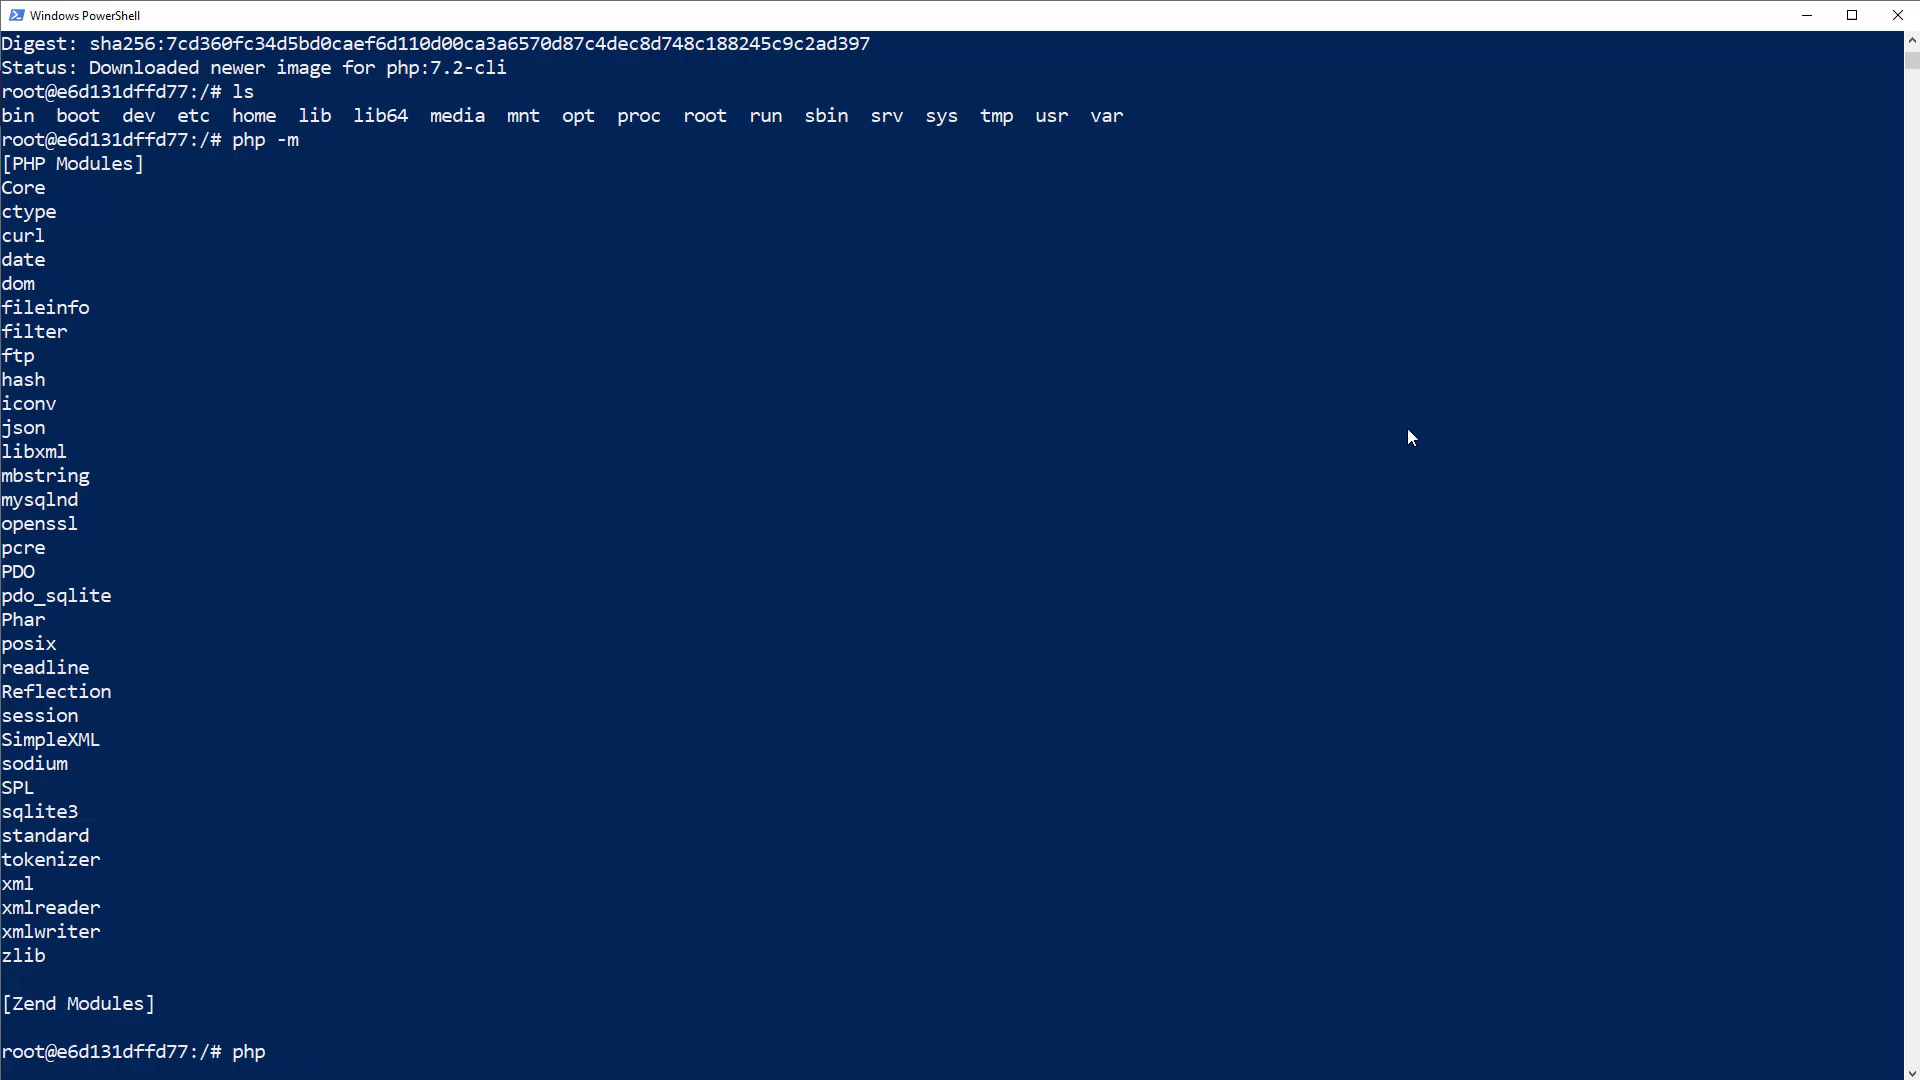 Windows PowerShell
Digest: sha256:7cd360fc34d5bd0caef6d110d00ca3a6570d87c4dec8d748c188245c9c2ad397
Status: Downloaded newer image for php:7.2-cli
root@e6d131dffd77:/# ls
bin  boot  dev  etc  home  lib  lib64  media  mnt  opt  proc  root  run  sbin  srv  sys  tmp  usr  var
root@e6d131dffd77:/# php -m
[PHP Modules]
Core
ctype
curl
date
dom
fileinfo
filter
ftp
hash
iconv
json
libxml
mbstring
mysqlnd
openssl
pcre
PDO
pdo_sqlite
Phar
posix
readline
Reflection
session
SimpleXML
sodium
SPL
sqlite3
standard
tokenizer
xml
xmlreader
xmlwriter
zlib
[Zend Modules]
root@e6d131dffd77:/# php